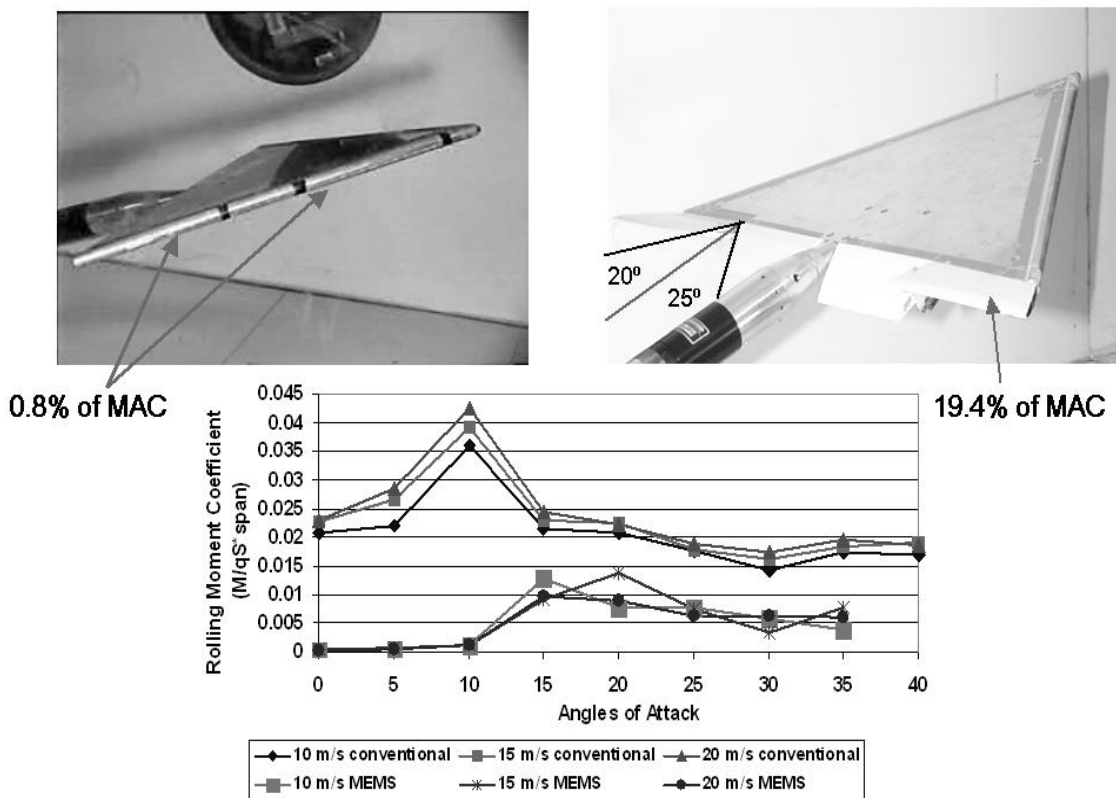 20º
25º
0.8% of MAC
19.4% of MAC
Rolling Moment Coefficient
(M/qS* span)
0.045
0.04
0.035
0.03
0.025
0.02
0.015
0.01
0.005
0
0 5 10 15 20 25 30 35 40
Angles of Attack
10 m/s conventional 15 m/s conventional 20 m/s conventional
10 m/s MEMS 15 m/s MEMS 20 m/s MEMS